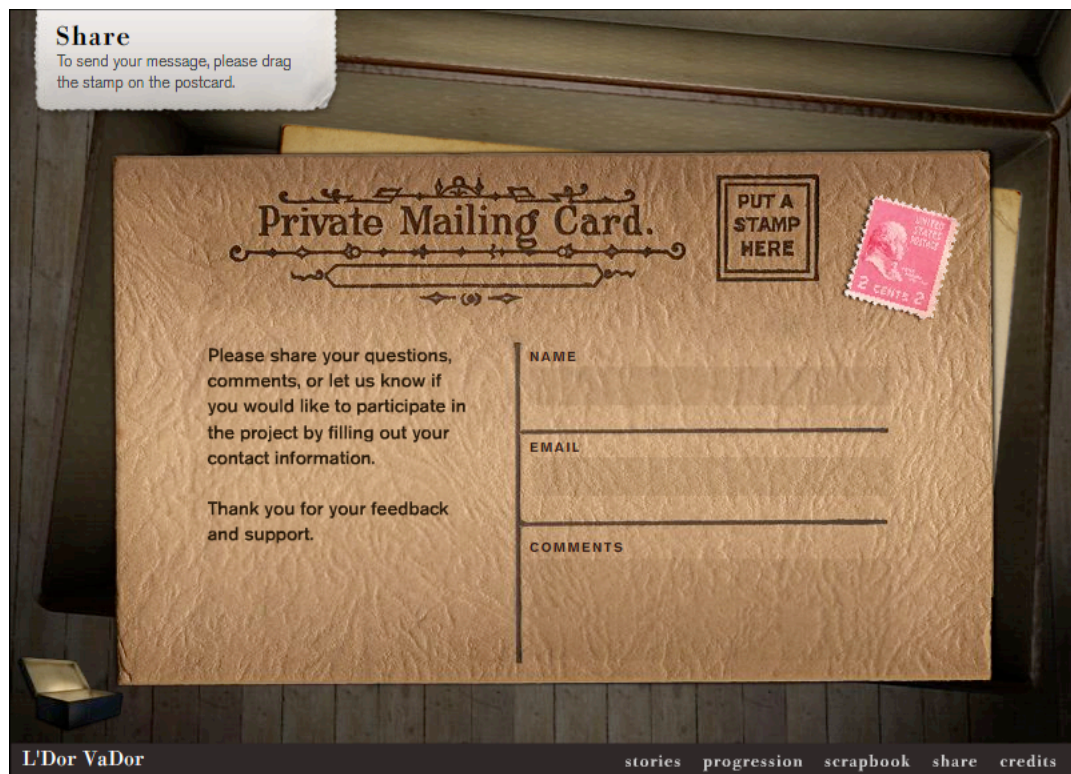 Share
To send your message, please drag
the stamp on the postcard.
Private Mailing Card.
PUT A
STAMP
HERE
UNITED
STATES
POSTAGE
2 CENTS 2
Please share your questions,
comments, or let us know if
you would like to participate in
the project by filling out your
contact information.
Thank you for your feedback
and support.
NAME
EMAIL
COMMENTS
L'Dor VaDor
stories progression scrapbook share credits